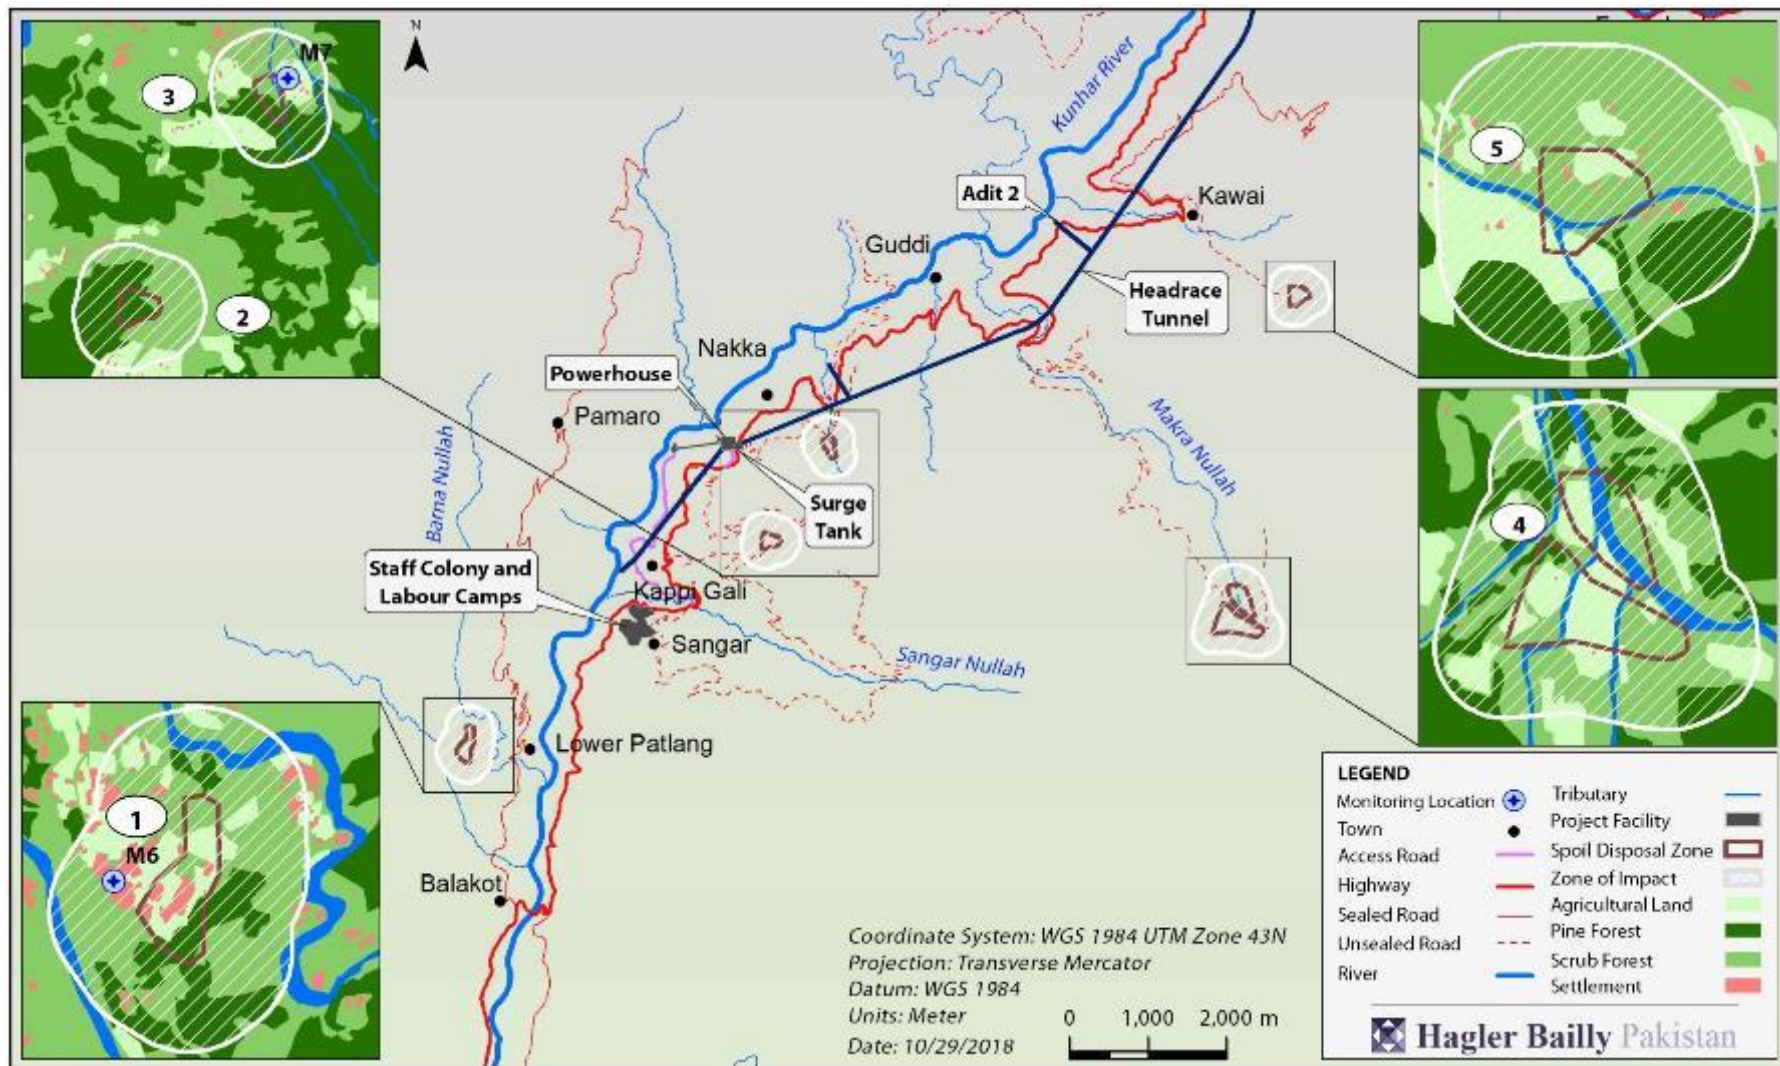 N
M7
3
2
Kunhar River
Adit 2
Kawai
Guddi
Headrace
Tunnel
Nakka
Powerhouse
Pamaro
Barna Nullah
Makra Nullah
Surge
Tank
Staff Colony and
Labour Camps
Kappi Gali
Sangar
Sangar Nullah
Lower Patlang
Balakot
5
4
1
M6
Coordinate System: WGS 1984 UTM Zone 43N
Projection: Transverse Mercator
Datum: WGS 1984
Units: Meter
Date: 10/29/2018
0 1,000 2,000 m
LEGEND
Monitoring Location
Town
Access Road
Highway
Sealed Road
Unsealed Road
River
Tributary
Project Facility
Spoil Disposal Zone
Zone of Impact
Agricultural Land
Pine Forest
Scrub Forest
Settlement
Hagler Bailly Pakistan